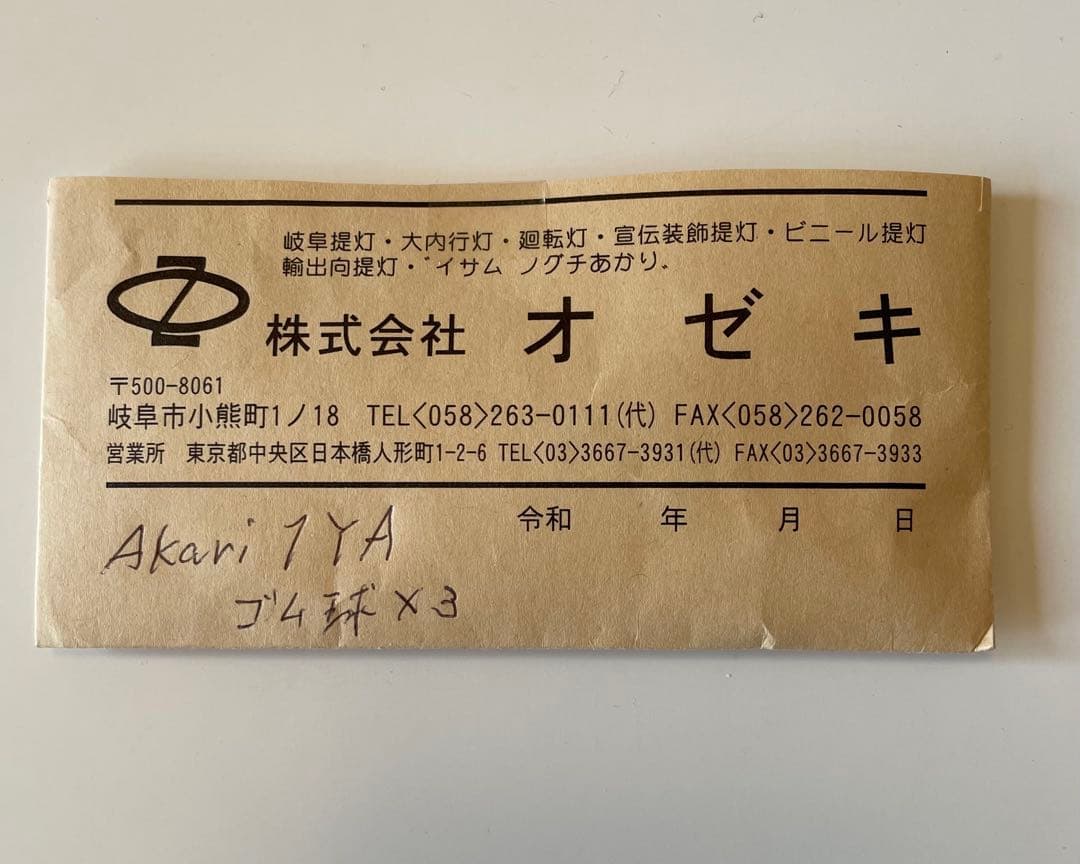 岐阜提灯・大内行灯・廻転灯・宣伝装飾提灯・ビニール提灯
輸出向提灯・〝イサム ノグチあかり〟
株式会社 オゼキ
〒500-8061
岐阜市小熊町1ノ18 TEL<058>263-0111(代) FAX<058>262-0058
営業所 東京都中央区日本橋人形町1-2-6 TEL<03>3667-3931(代) FAX<03>3667-3933
令和 年 月 日
Akari 1YA
ゴム球×3